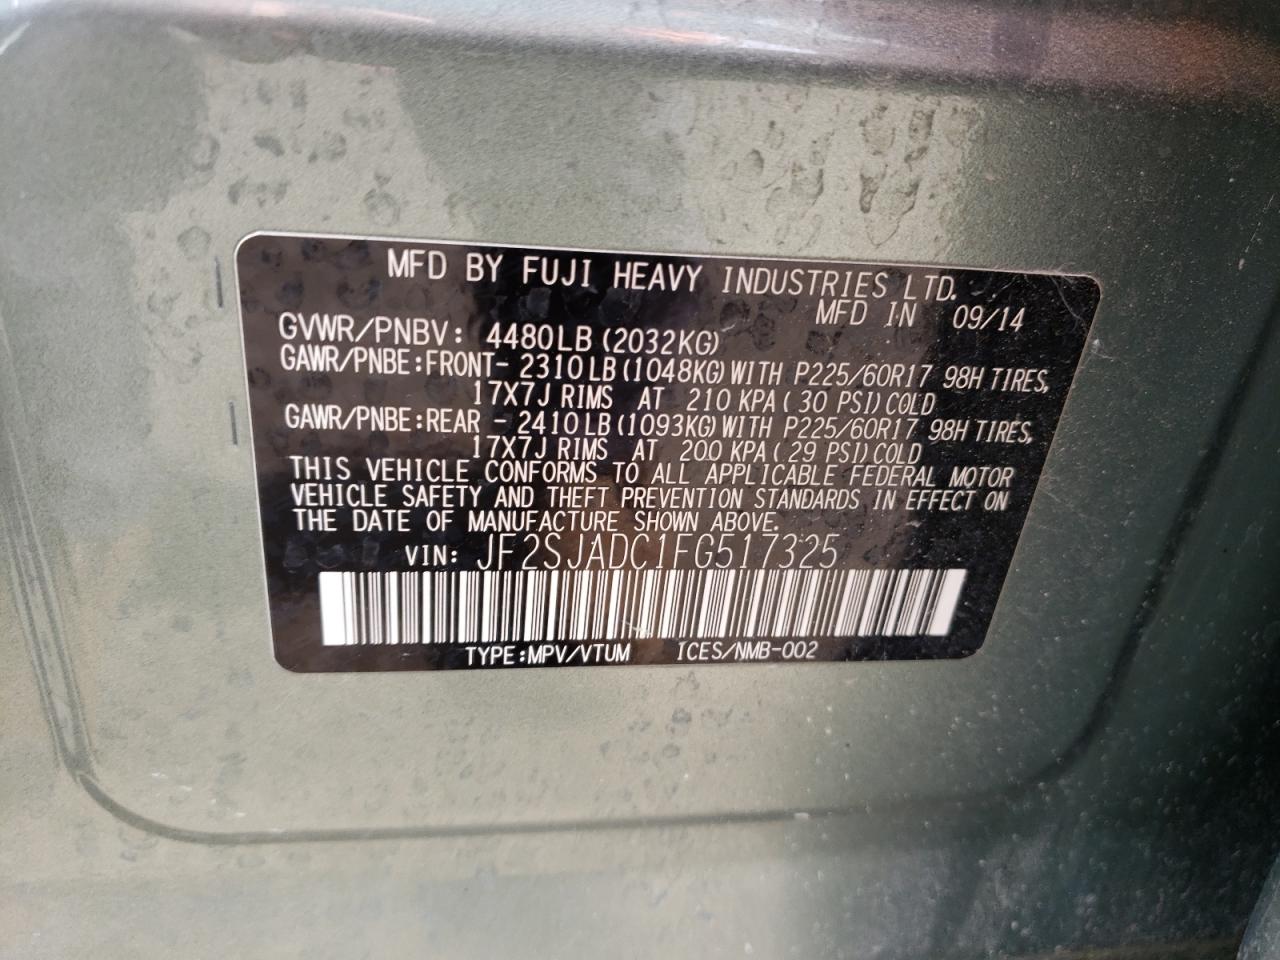 MFD BY FUJI HEAVY INDUSTRIES LTD.
MFD IN 09/14
GVWR/PNBV: 4480LB (2032KG)
GAWR/PNBE:FRONT- 2310 LB (1048KG) WITH P225/60R17 98H TIRES,
17X7J RIMS AT 210 KPA ( 30 PSI) COLD
GAWR/PNBE:REAR - 2410 LB (1093KG) WITH P225/60R17 98H TIRES,
17X7J RIMS AT 200 KPA ( 29 PSI) COLD
THIS VEHICLE CONFORMS TO ALL APPLICABLE FEDERAL MOTOR
VEHICLE SAFETY AND THEFT PREVENTION STANDARDS IN EFFECT ON
THE DATE OF MANUFACTURE SHOWN ABOVE.
VIN: JF2SJADC1FG517325
TYPE:MPV/VTUM ICES/NMB-002